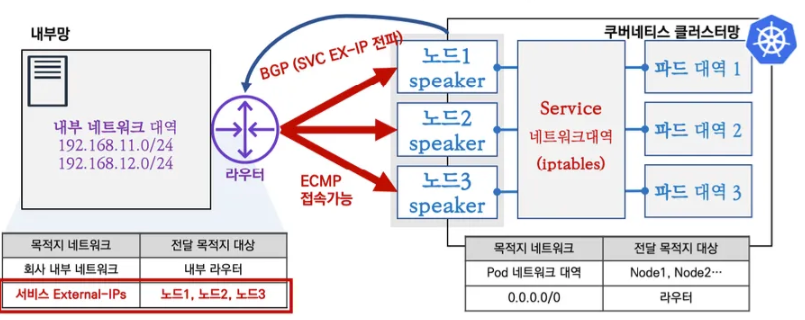 내부망
내부 네트워크 대역
192.168.11.0/24
192.168.12.0/24
라우터
BGP (SVC EX-IP 전파)
ECMP
접속가능
쿠버네티스 클러스터망
노드1
speaker
노드2
speaker
노드3
speaker
Service
네트워크대역
(iptables)
파드 대역 1
파드 대역 2
파드 대역 3
목적지 네트워크 전달 목적지 대상
회사 내부 네트워크 내부 라우터
서비스 External-IPs 노드1, 노드2, 노드3
목적지 네트워크 전달 목적지 대상
Pod 네트워크 대역 Node1, Node2…
0.0.0.0/0 라우터